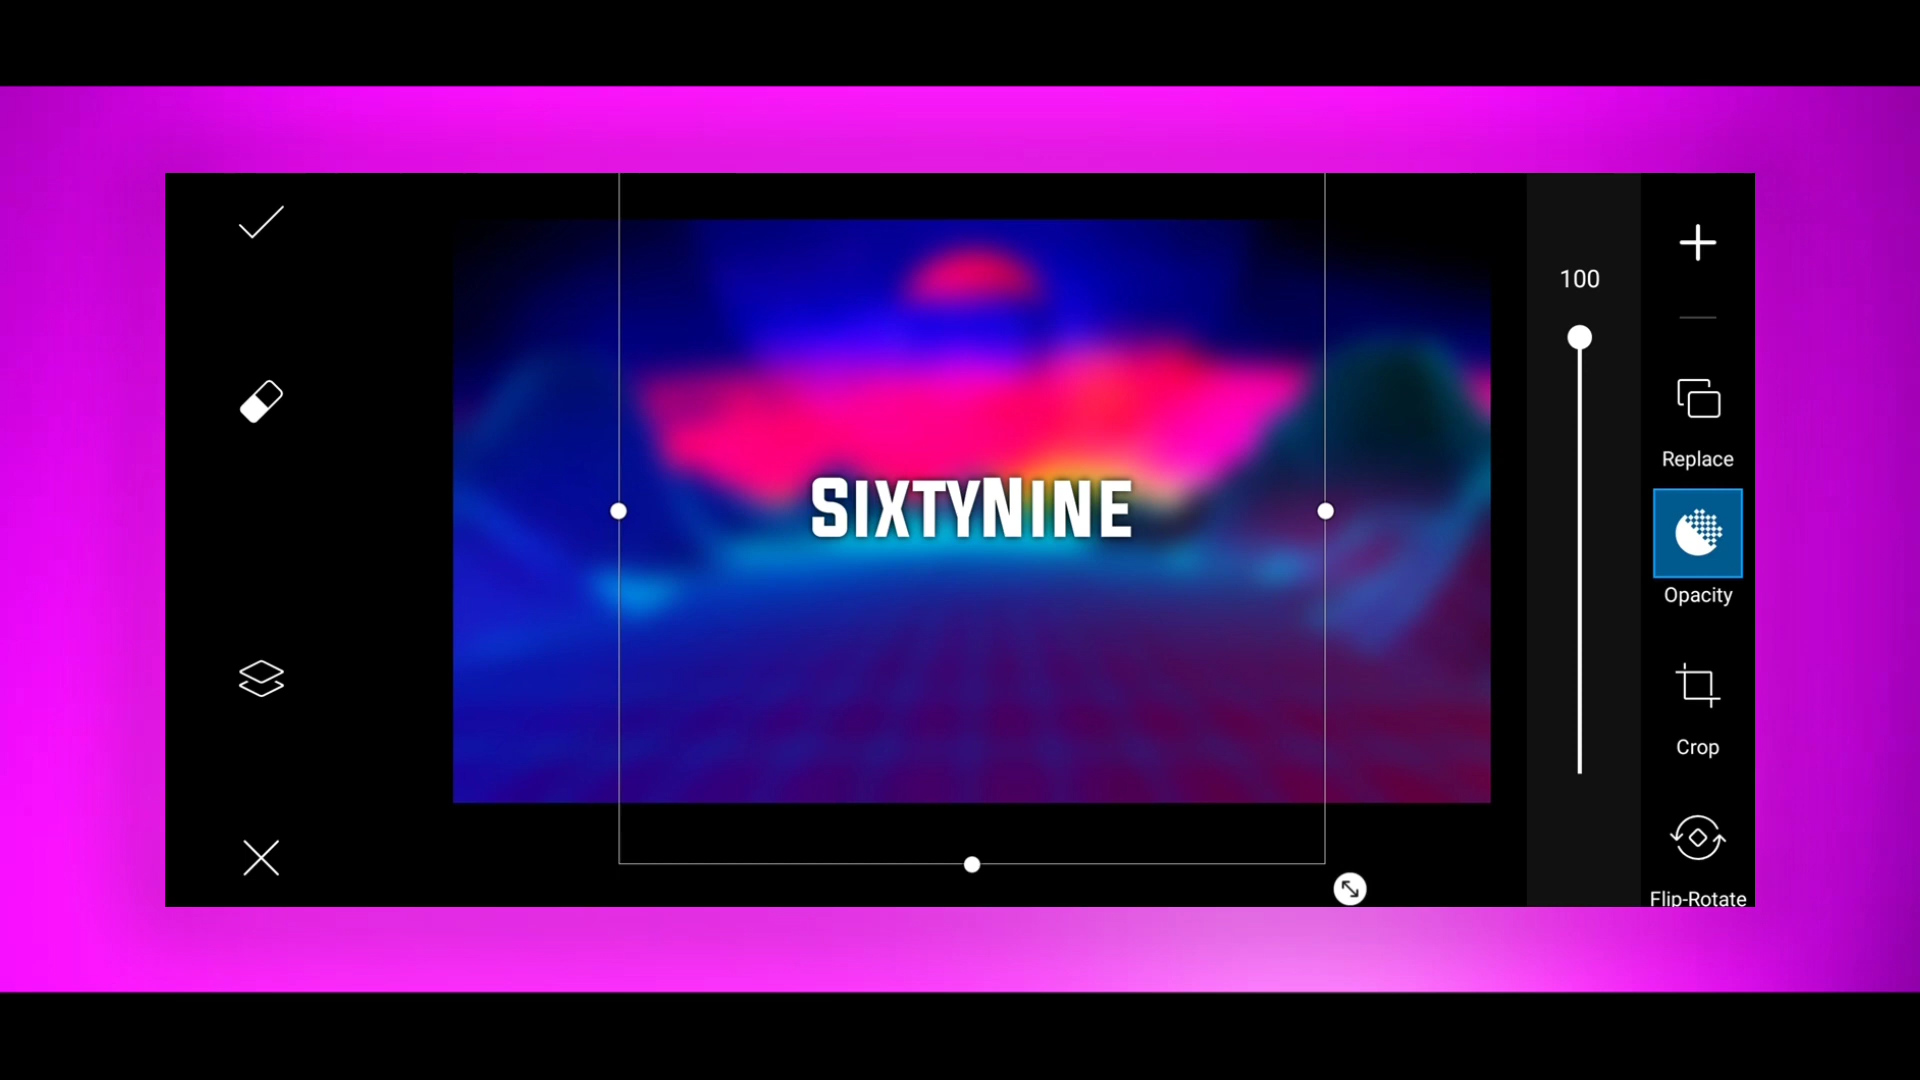 100
Replace
SIXTYNINE
Opacity
Crop
Flip-Rotate